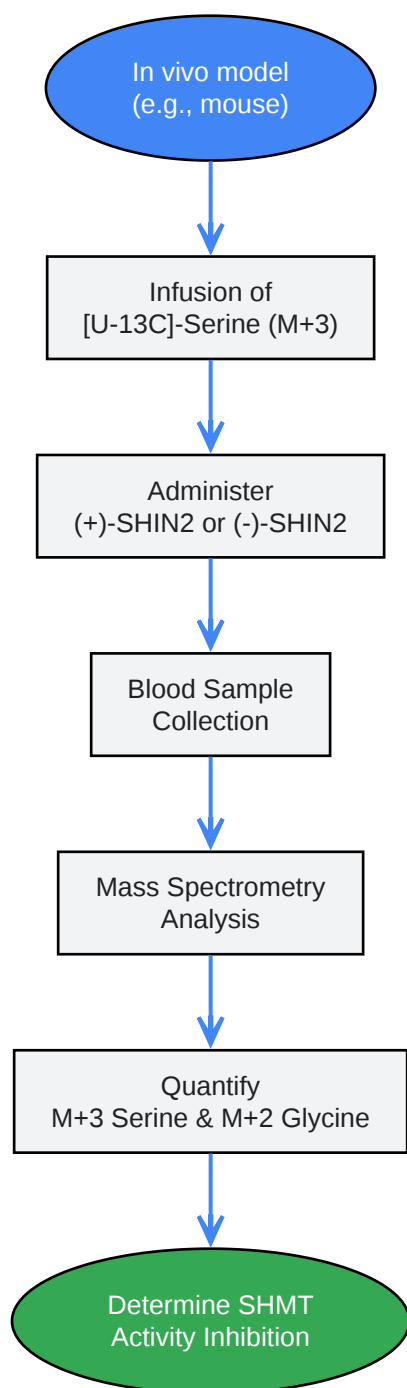 In vivo model
(e.g., mouse)
Infusion of
[U-13C]-Serine (M+3)
Administer
(+)-SHIN2 or (-)-SHIN2
Blood Sample
Collection
Mass Spectrometry
Analysis
Quantify
M+3 Serine & M+2 Glycine
Determine SHMT
Activity Inhibition